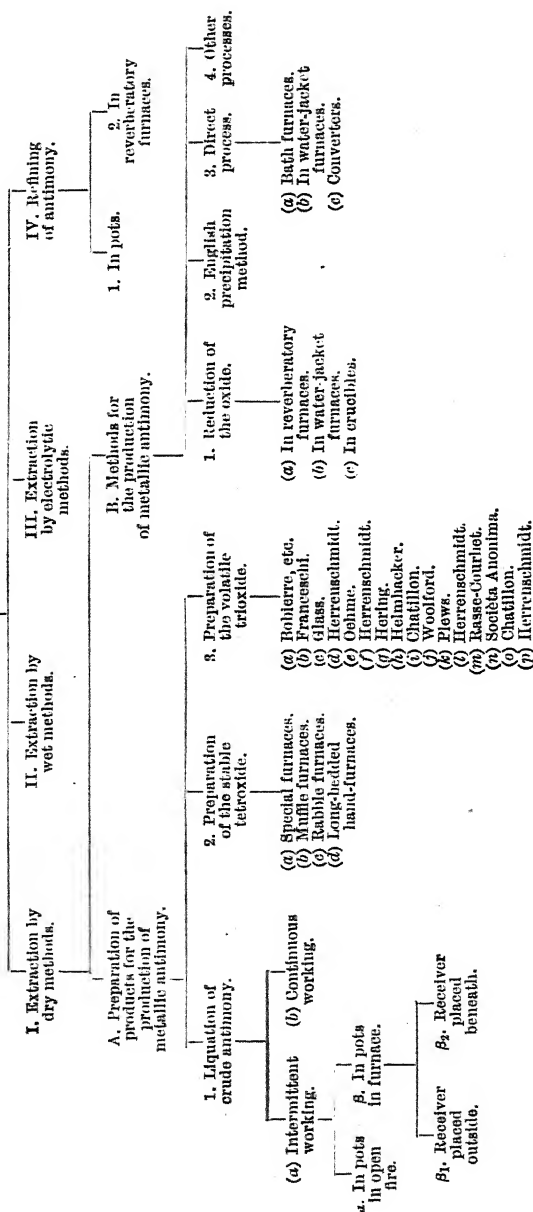 I. Extraction by
dry methods.
II. Extraction by
wet methods.
III. Extraction
by electrolytic
methods.
IV. Refining
of antimony.
1. In pots.
2. In
reverberatory
furnaces.
A. Preparation of
products for the
production of
metallic antimony.
B. Methods for
the production
of metallic antimony.
1. Liquation of
crude antimony.
2. Preparation
of the stable
tetroxide.
3. Preparation of
the volatile
trioxide.
1. Reduction of
the oxide.
2. English
precipitation
method.
3. Direct
process.
4. Other
processes.
(a) Intermittent
working.
(b) Continuous
working.
(a) Special furnaces.
(b) Muffle furnaces.
(c) Rabble furnaces.
(d) Long-bedded
hand-furnaces.
(a) Bobierre, etc.
(b) Franceschi.
(c) Glass.
(d) Herrenschmidt.
(e) Oehme.
(f) Herrenschmidt.
(g) Hering.
(h) Helmhacker.
(i) Chatillon.
(j) Woolford.
(k) Plews.
(l) Herrenschmidt.
(m) Rasse-Courbet.
(n) Societa Anonima.
(o) Chatillon.
(p) Herrenschmidt.
(a) In reverberatory
furnaces.
(b) In water-jacket
furnaces.
(c) In crucibles.
(a) Bath furnaces.
(b) In water-jacket
furnaces.
(c) Convertors.
α. In pots
in open
fire.
β. In pots
in furnace.
β1. Receiver
placed
outside.
β2. Receiver
placed
beneath.